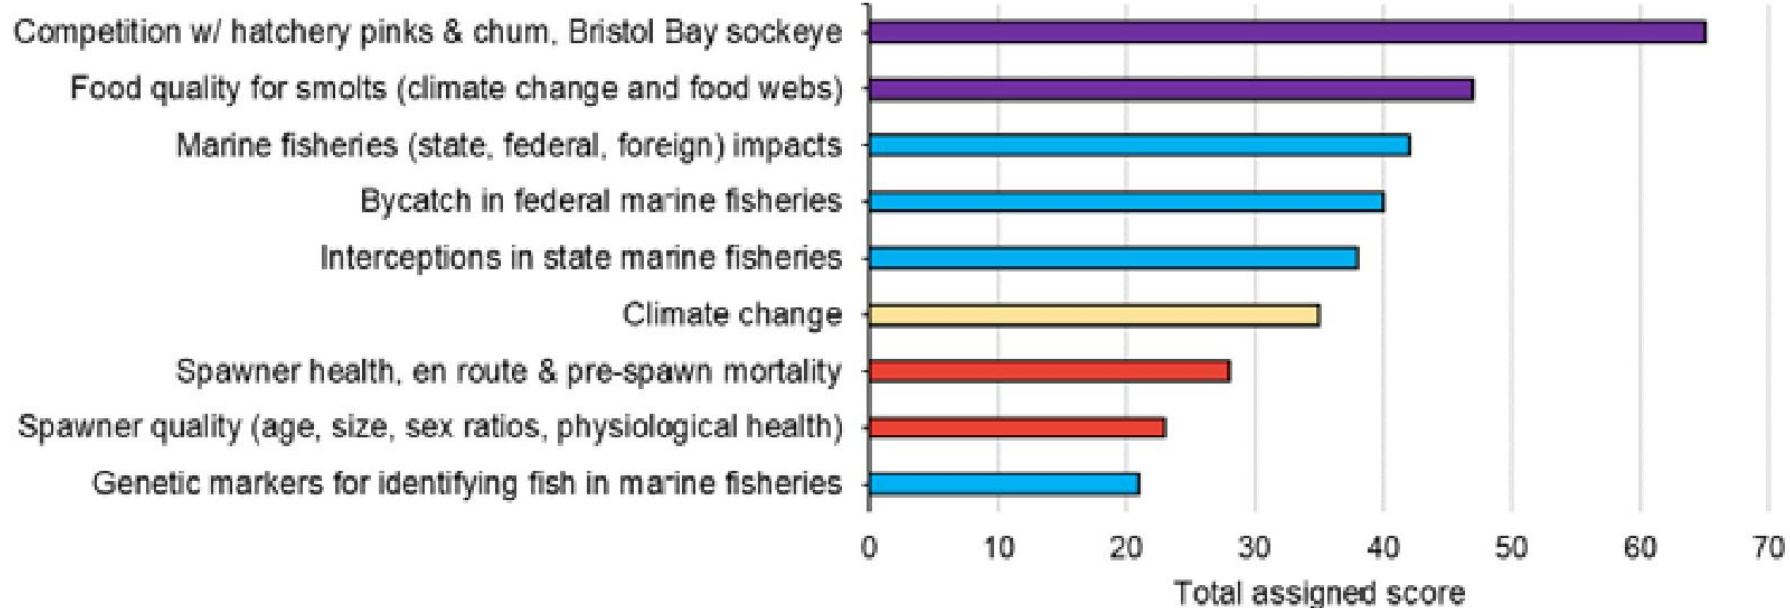 Competition w/ hatchery pinks & chum, Bristol Bay sockeye
Food quality for smolts (climate change and food webs)
Marine fisheries (state, federal, foreign) impacts
Bycatch in federal marine fisheries
Interceptions in state marine fisheries
Climate change
Spawner health, en route & pre-spawn mortality
Spawner quality (age, size, sex ratios, physiological health)
Genetic markers for identifying fish in marine fisheries
0 10 20 30 40 50 60 70
Total assigned score